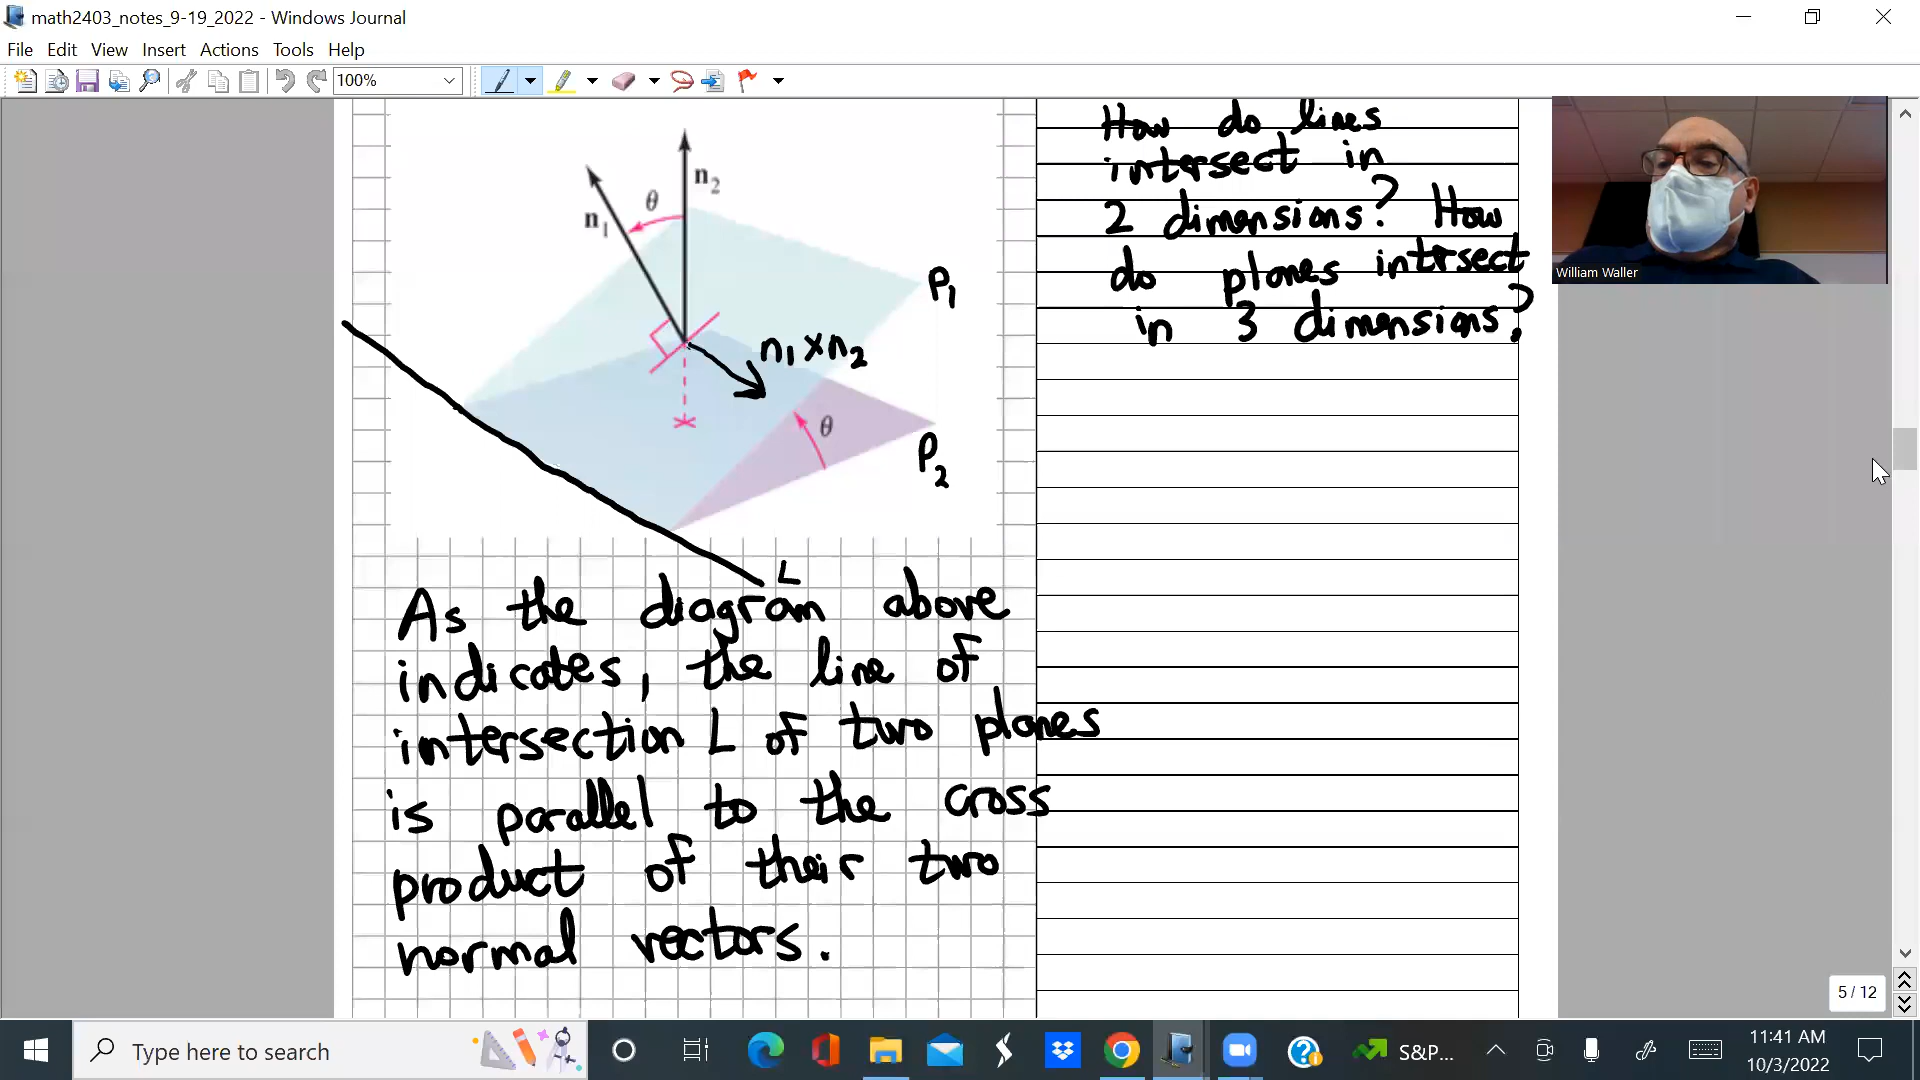 math2403_notes_9-19_2022 - Windows Journal
File Edit View Insert Actions Tools Help
100%
n2
θ
n1
P1
n1 × n2
θ
P2
L
As the diagram above
indicates, the line of
intersection L of two planes
is parallel to the cross
product of their two
normal vectors.
How do lines
intersect in
2 dimensions? How
do planes intersect
in 3 dimensions?
William Waller
5 / 12
Type here to search
S&P...
11:41 AM
10/3/2022